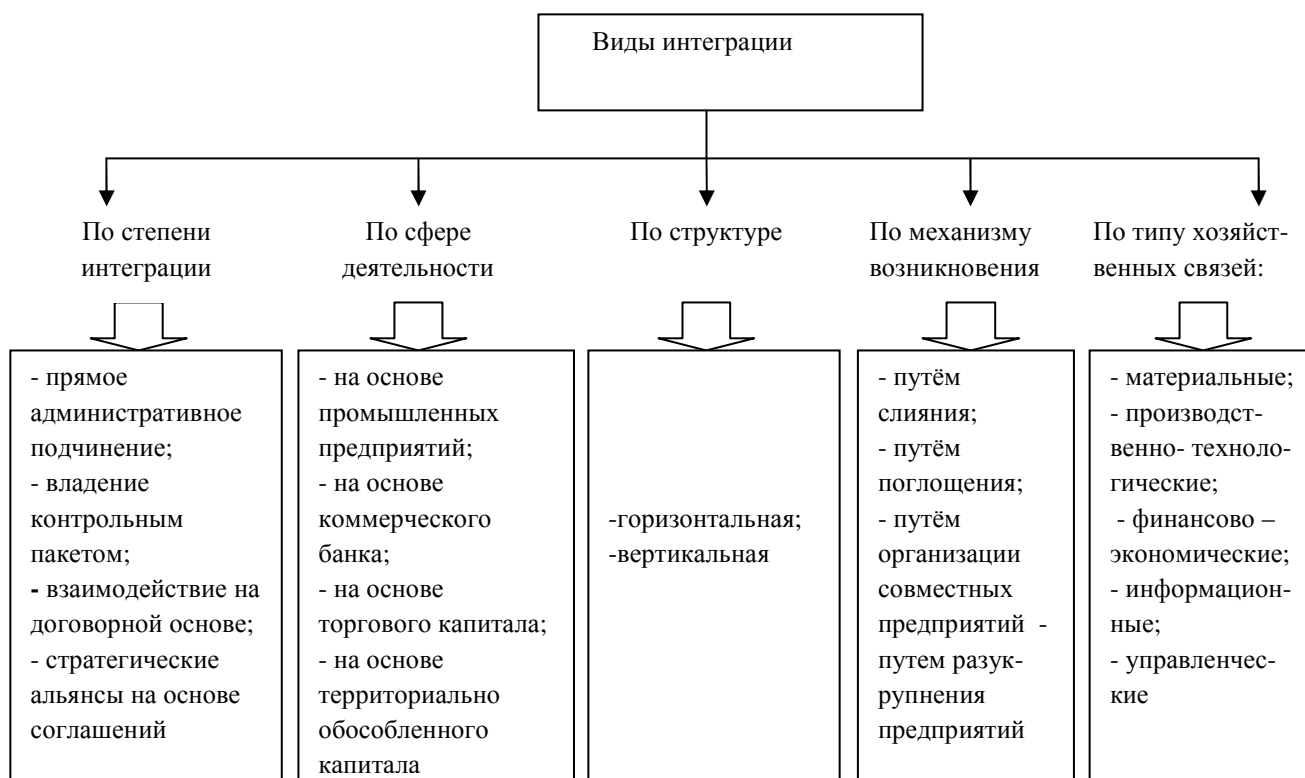 Виды интеграции
По степени
интеграции
По сфере
деятельности
По структуре
По механизму
возникновения
По типу хозяйст-
венных связей:
- прямое
административное
подчинение;
- владение
контрольным
пакетом;
- взаимодействие на
договорной основе;
- стратегические
альянсы на основе
соглашений
- на основе
промышленных
предприятий;
- на основе
коммерческого
банка;
- на основе
торгового капитала;
- на основе
территориально
обособленного
капитала
-горизонтальная;
-вертикальная
- путём
слияния;
- путём
поглощения;
- путём
организации
совместных
предприятий -
путем разук-
рупнения
предприятий
- материальные;
- производст-
венно- техноло-
гические;
- финансово –
экономические;
- информацион-
ные;
- управленчес-
кие